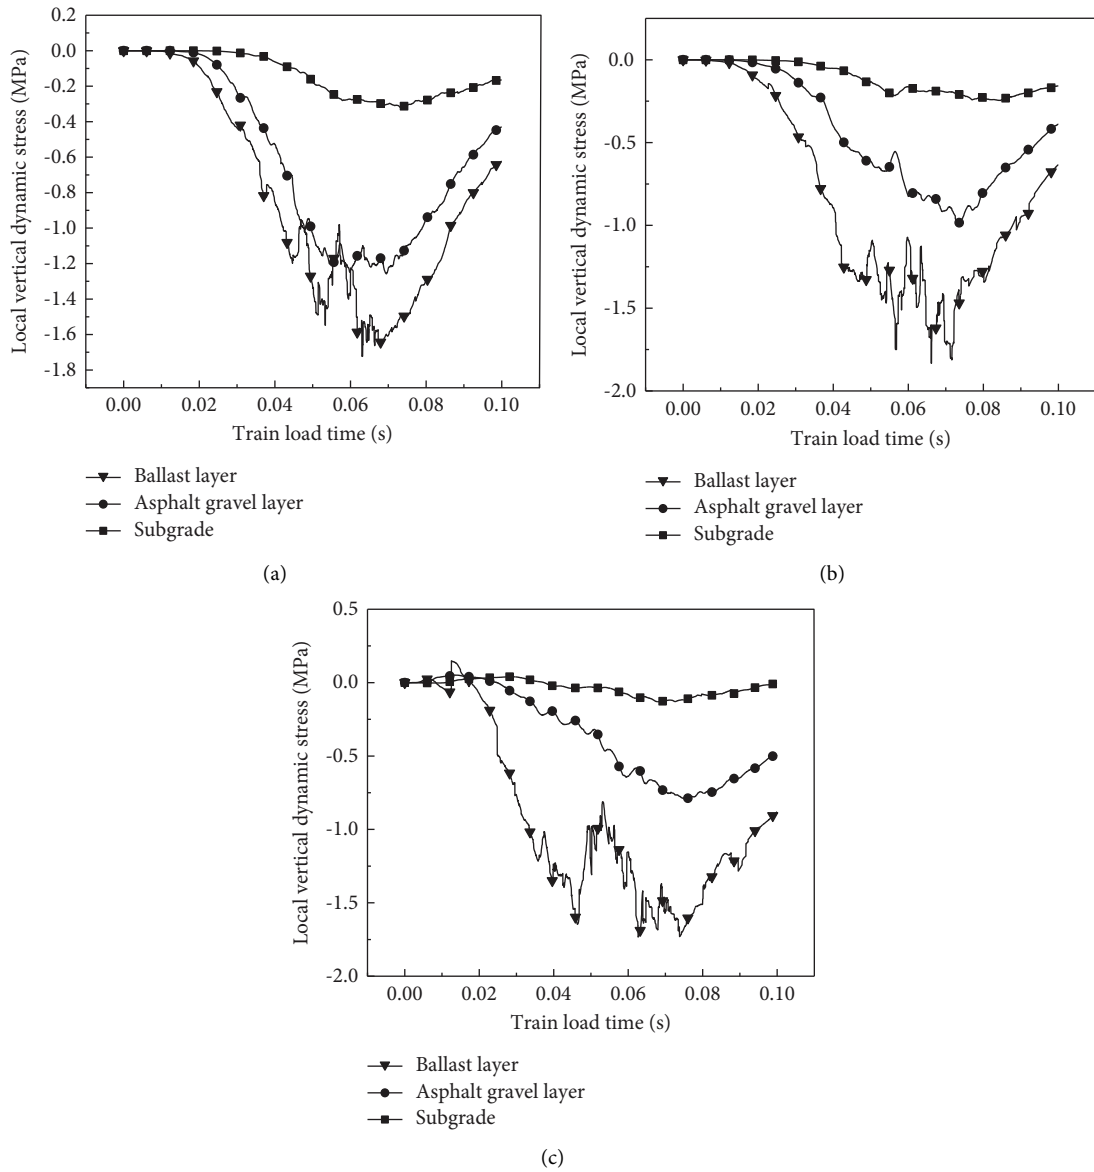 0.2
0.0
-0.2
-0.4
-0.6
-0.8
-1.0
-1.2
-1.4
-1.6
-1.8
Local vertical dynamic stress (MPa)
0.00 0.02 0.04 0.06 0.08 0.10
Train load time (s)
Ballast layer
Asphalt gravel layer
Subgrade
(a)
0.0
-0.5
-1.0
-1.5
-2.0
Local vertical dynamic stress (MPa)
0.00 0.02 0.04 0.06 0.08 0.10
Train load time (s)
Ballast layer
Asphalt gravel layer
Subgrade
(b)
0.5
0.0
-0.5
-1.0
-1.5
-2.0
Local vertical dynamic stress (MPa)
0.00 0.02 0.04 0.06 0.08 0.10
Train load time (s)
Ballast layer
Asphalt gravel layer
Subgrade
(c)